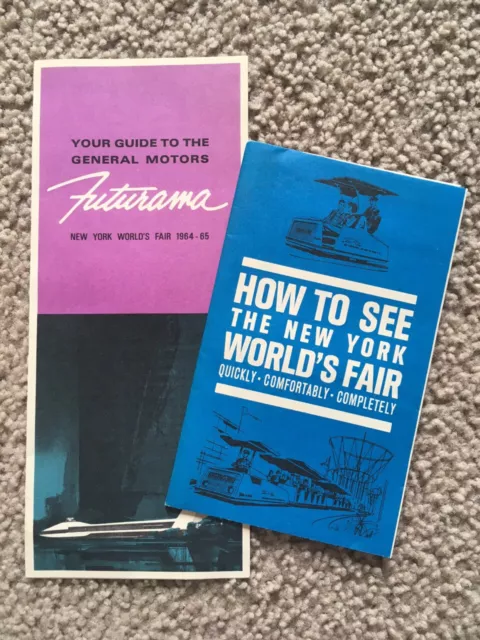 YOUR GUIDE TO THE
GENERAL MOTORS
Futurama
NEW YORK WORLD'S FAIR 1964-65
HOW TO SEE
THE NEW YORK
WORLD'S FAIR
QUICKLY · COMFORTABLY · COMPLETELY